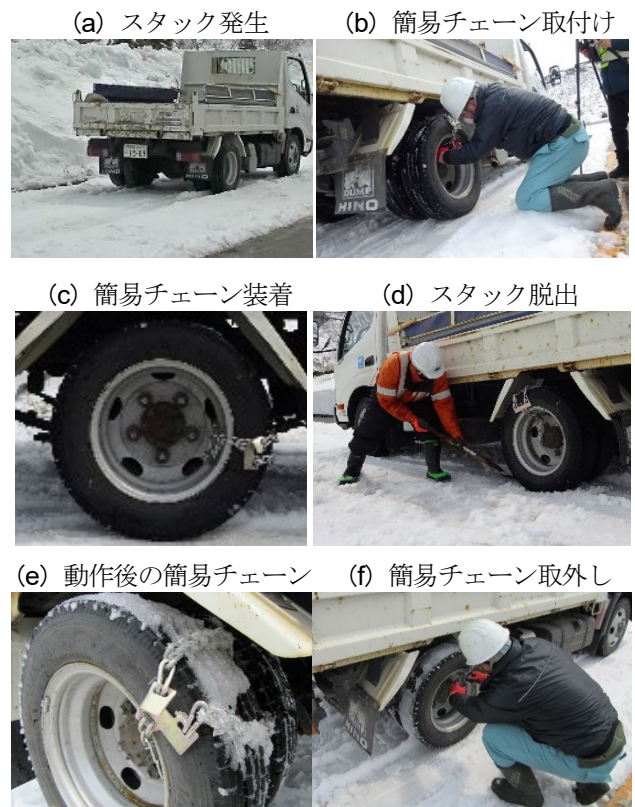 (a) スタック発生
(b) 簡易チェーン取付け
DUMP
HINO
(c) 簡易チェーン装着
(d) スタック脱出
(e) 動作後の簡易チェーン
(f) 簡易チェーン取外し